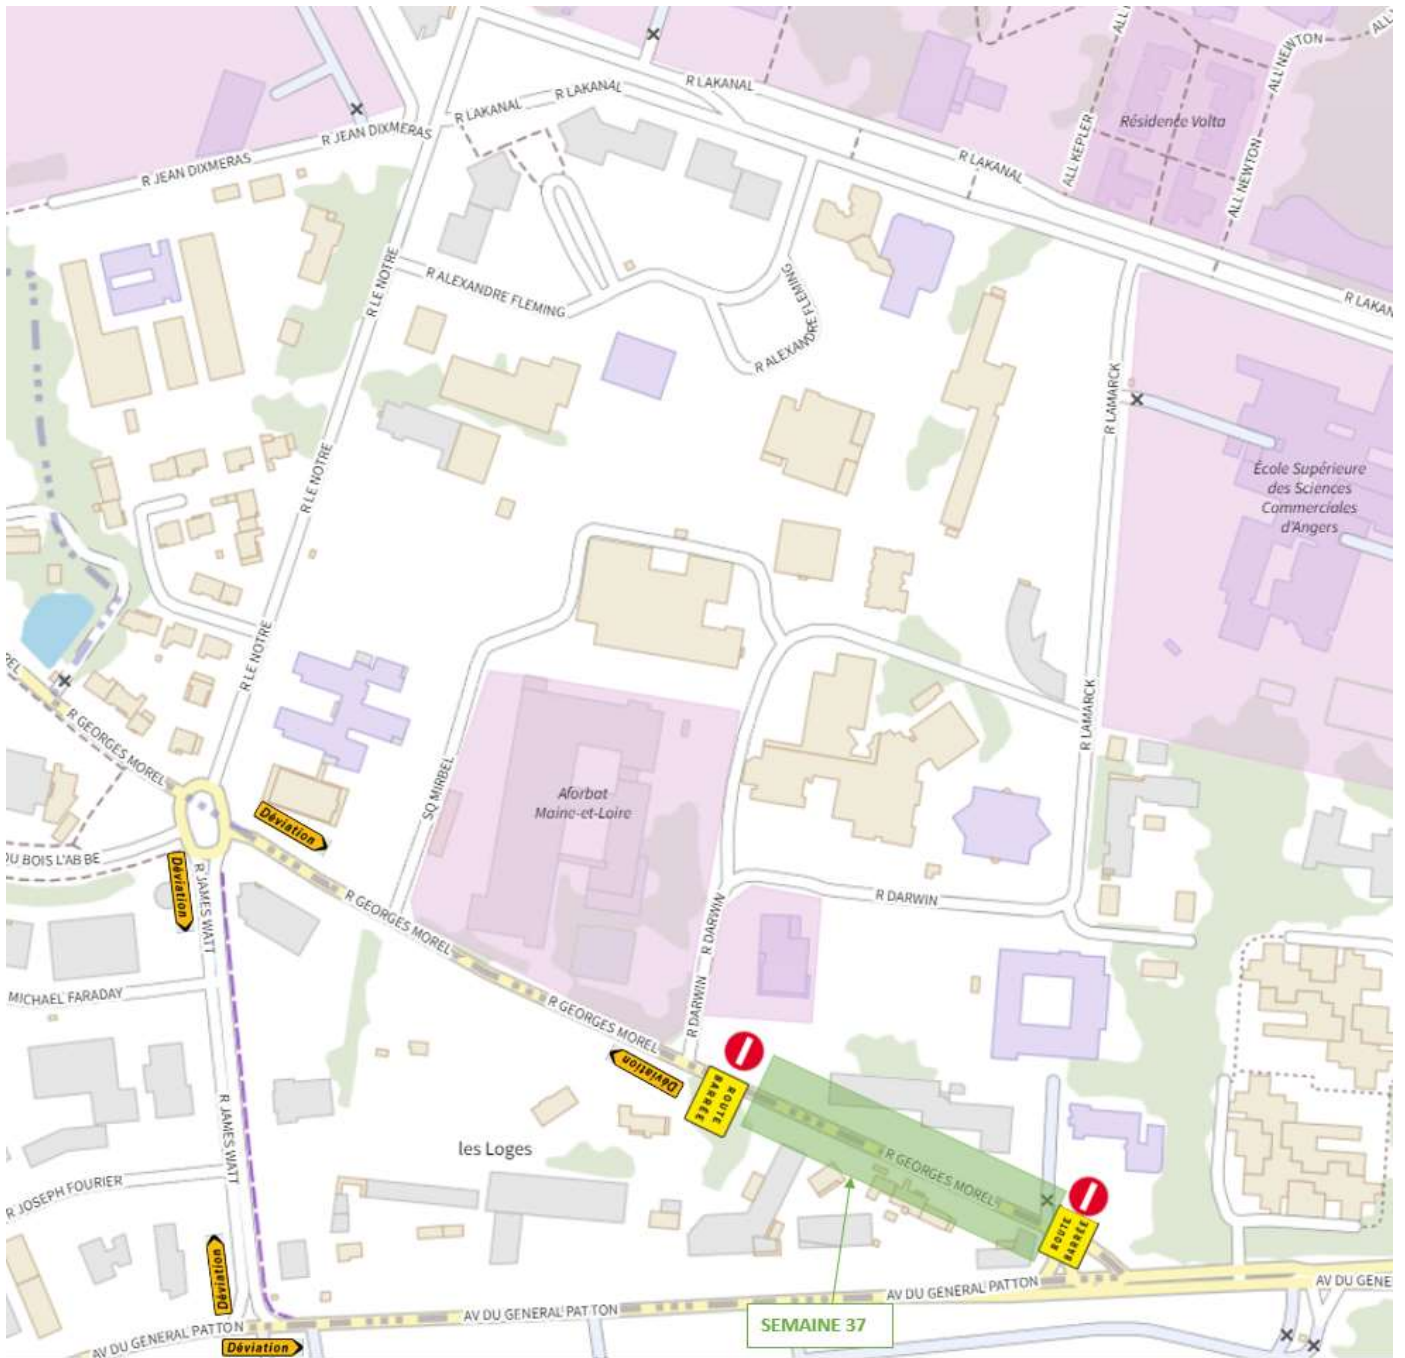 R LAKANAL
R LAKANAL
R LAKANAL
R JEAN DIXMERAS
R JEAN DIXMERAS
R LAKANAL
R LAKAN
ALL KEPLER
Résidence Volta
ALL NEWTON
ALL NEWTON
ALL
ALL
R LE NOTRE
R ALEXANDRE FLEMING
R ALEXANDRE FLEMING
R LAMARCK
R LE NOTRE
École Supérieure
des Sciences
Commerciales
d'Angers
R LE NOTRE
REL
R GEORGES MOREL
R LAMARCK
SQ MIRBEL
Aforbat
Maine-et-Loire
Déviation
DU BOIS L'ABBE
Déviation
R JAMES WATT
R GEORGES MOREL
R DARWIN
R DARWIN
MICHAEL FARADAY
R GEORGES MOREL
R DARWIN
Déviation
ROUTE
BARRÉE
R JAMES WATT
les Loges
R GEORGES MOREL
R JOSEPH FOURIER
ROUTE
BARRÉE
Déviation
AV DU GENERAL PATTON
AV DU GENERAL PATTON
AV DU GENE
SEMAINE 37
AV DU GENERAL PATTON
Déviation